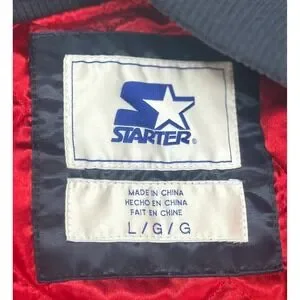 STARTER®
MADE IN CHINA
HECHO EN CHINA
FAIT EN CHINE
L/G/G